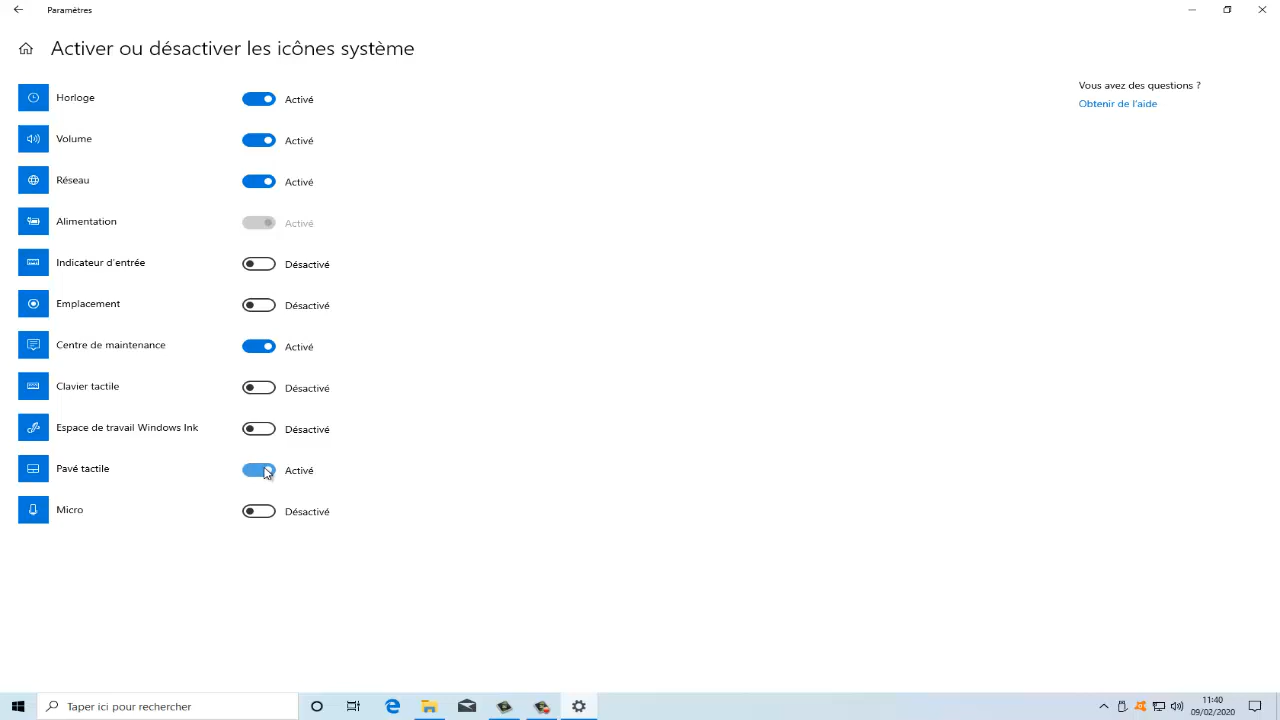 Paramètres
Activer ou désactiver les icônes système
Horloge Activé
Volume Activé
Réseau Activé
Alimentation Activé
Indicateur d'entrée Désactivé
Emplacement Désactivé
Centre de maintenance Activé
Clavier tactile Désactivé
Espace de travail Windows Ink Désactivé
Pavé tactile Activé
Micro Désactivé
Vous avez des questions ?
Obtenir de l'aide
Taper ici pour rechercher
11:40
09/02/2020